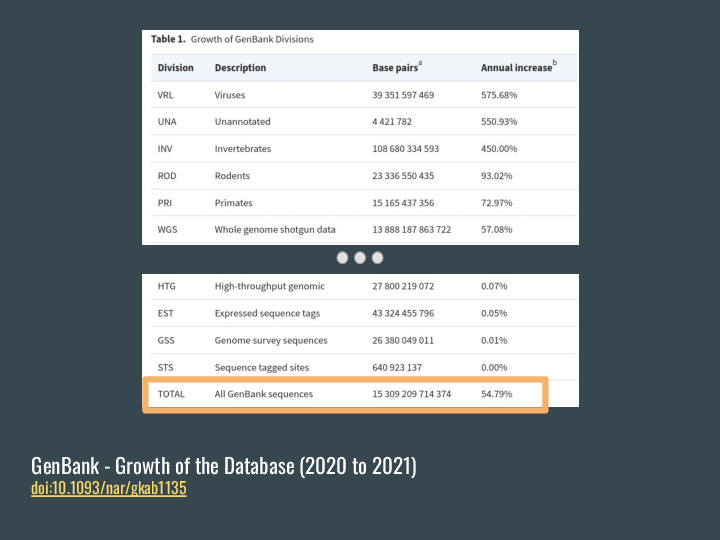 Table 1. Growth of GenBank Divisions
Division Description Base pairsa Annual increaseb
VRL Viruses 39 351 597 469 575.68%
UNA Unannotated 4 421 782 550.93%
INV Invertebrates 108 680 334 593 450.00%
ROD Rodents 23 336 550 435 93.02%
PRI Primates 15 165 437 356 72.97%
WGS Whole genome shotgun data 13 888 187 863 722 57.08%
HTG High-throughput genomic 27 800 219 072 0.07%
EST Expressed sequence tags 43 324 455 796 0.05%
GSS Genome survey sequences 26 380 049 011 0.01%
STS Sequence tagged sites 640 923 137 0.00%
TOTAL All GenBank sequences 15 309 209 714 374 54.79%
GenBank - Growth of the Database (2020 to 2021)
doi:10.1093/nar/gkab1135